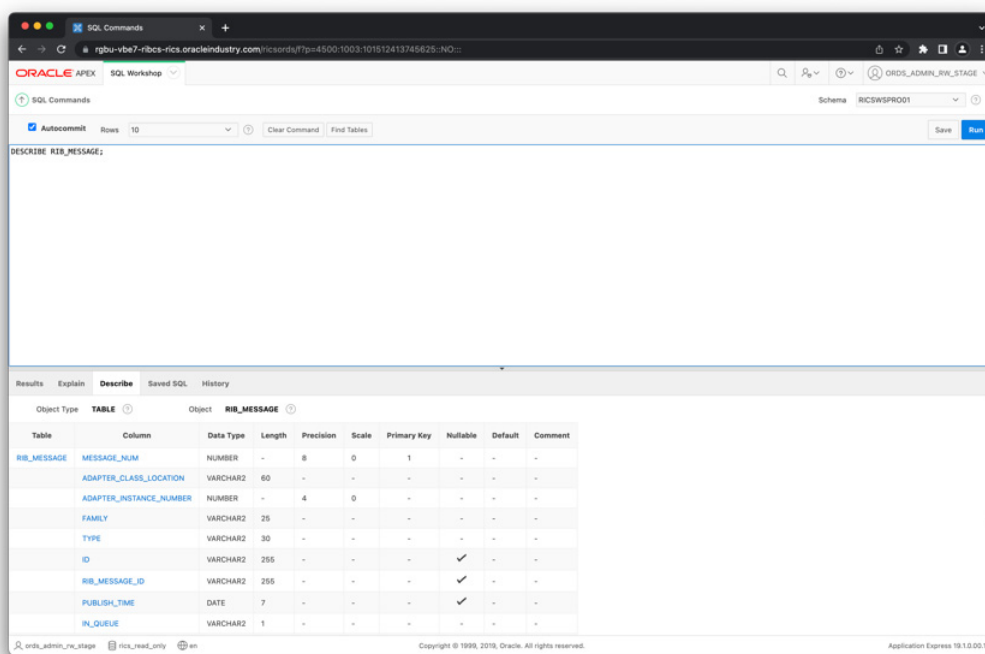 SQL Commands
rgbu-vbe7-ribcs-rics.oracleindustry.com/ricsords/f?p=4500:1003:101512413745625::NO:::
ORACLE APEX SQL Workshop ORDS_ADMIN_RW_STAGE
SQL Commands Schema RICSWSPRO01
Autocommit Rows 10 Clear Command Find Tables Save Run
DESCRIBE RIB_MESSAGE;
Results Explain Describe Saved SQL History
Object Type TABLE Object RIB_MESSAGE
Table Column Data Type Length Precision Scale Primary Key Nullable Default Comment
RIB_MESSAGE MESSAGE_NUM NUMBER - 8 0 1 - - -
ADAPTER_CLASS_LOCATION VARCHAR2 60 - - - - - -
ADAPTER_INSTANCE_NUMBER NUMBER - 4 0 - - - -
FAMILY VARCHAR2 25 - - - - - -
TYPE VARCHAR2 30 - - - - - -
ID VARCHAR2 255 - - - ✓ - -
RIB_MESSAGE_ID VARCHAR2 255 - - - ✓ - -
PUBLISH_TIME DATE 7 - - - ✓ - -
IN_QUEUE VARCHAR2 1 - - - - - -
ords_admin_rw_stage rics_read_only en Copyright © 1999, 2019, Oracle. All rights reserved. Application Express 19.1.0.00.1